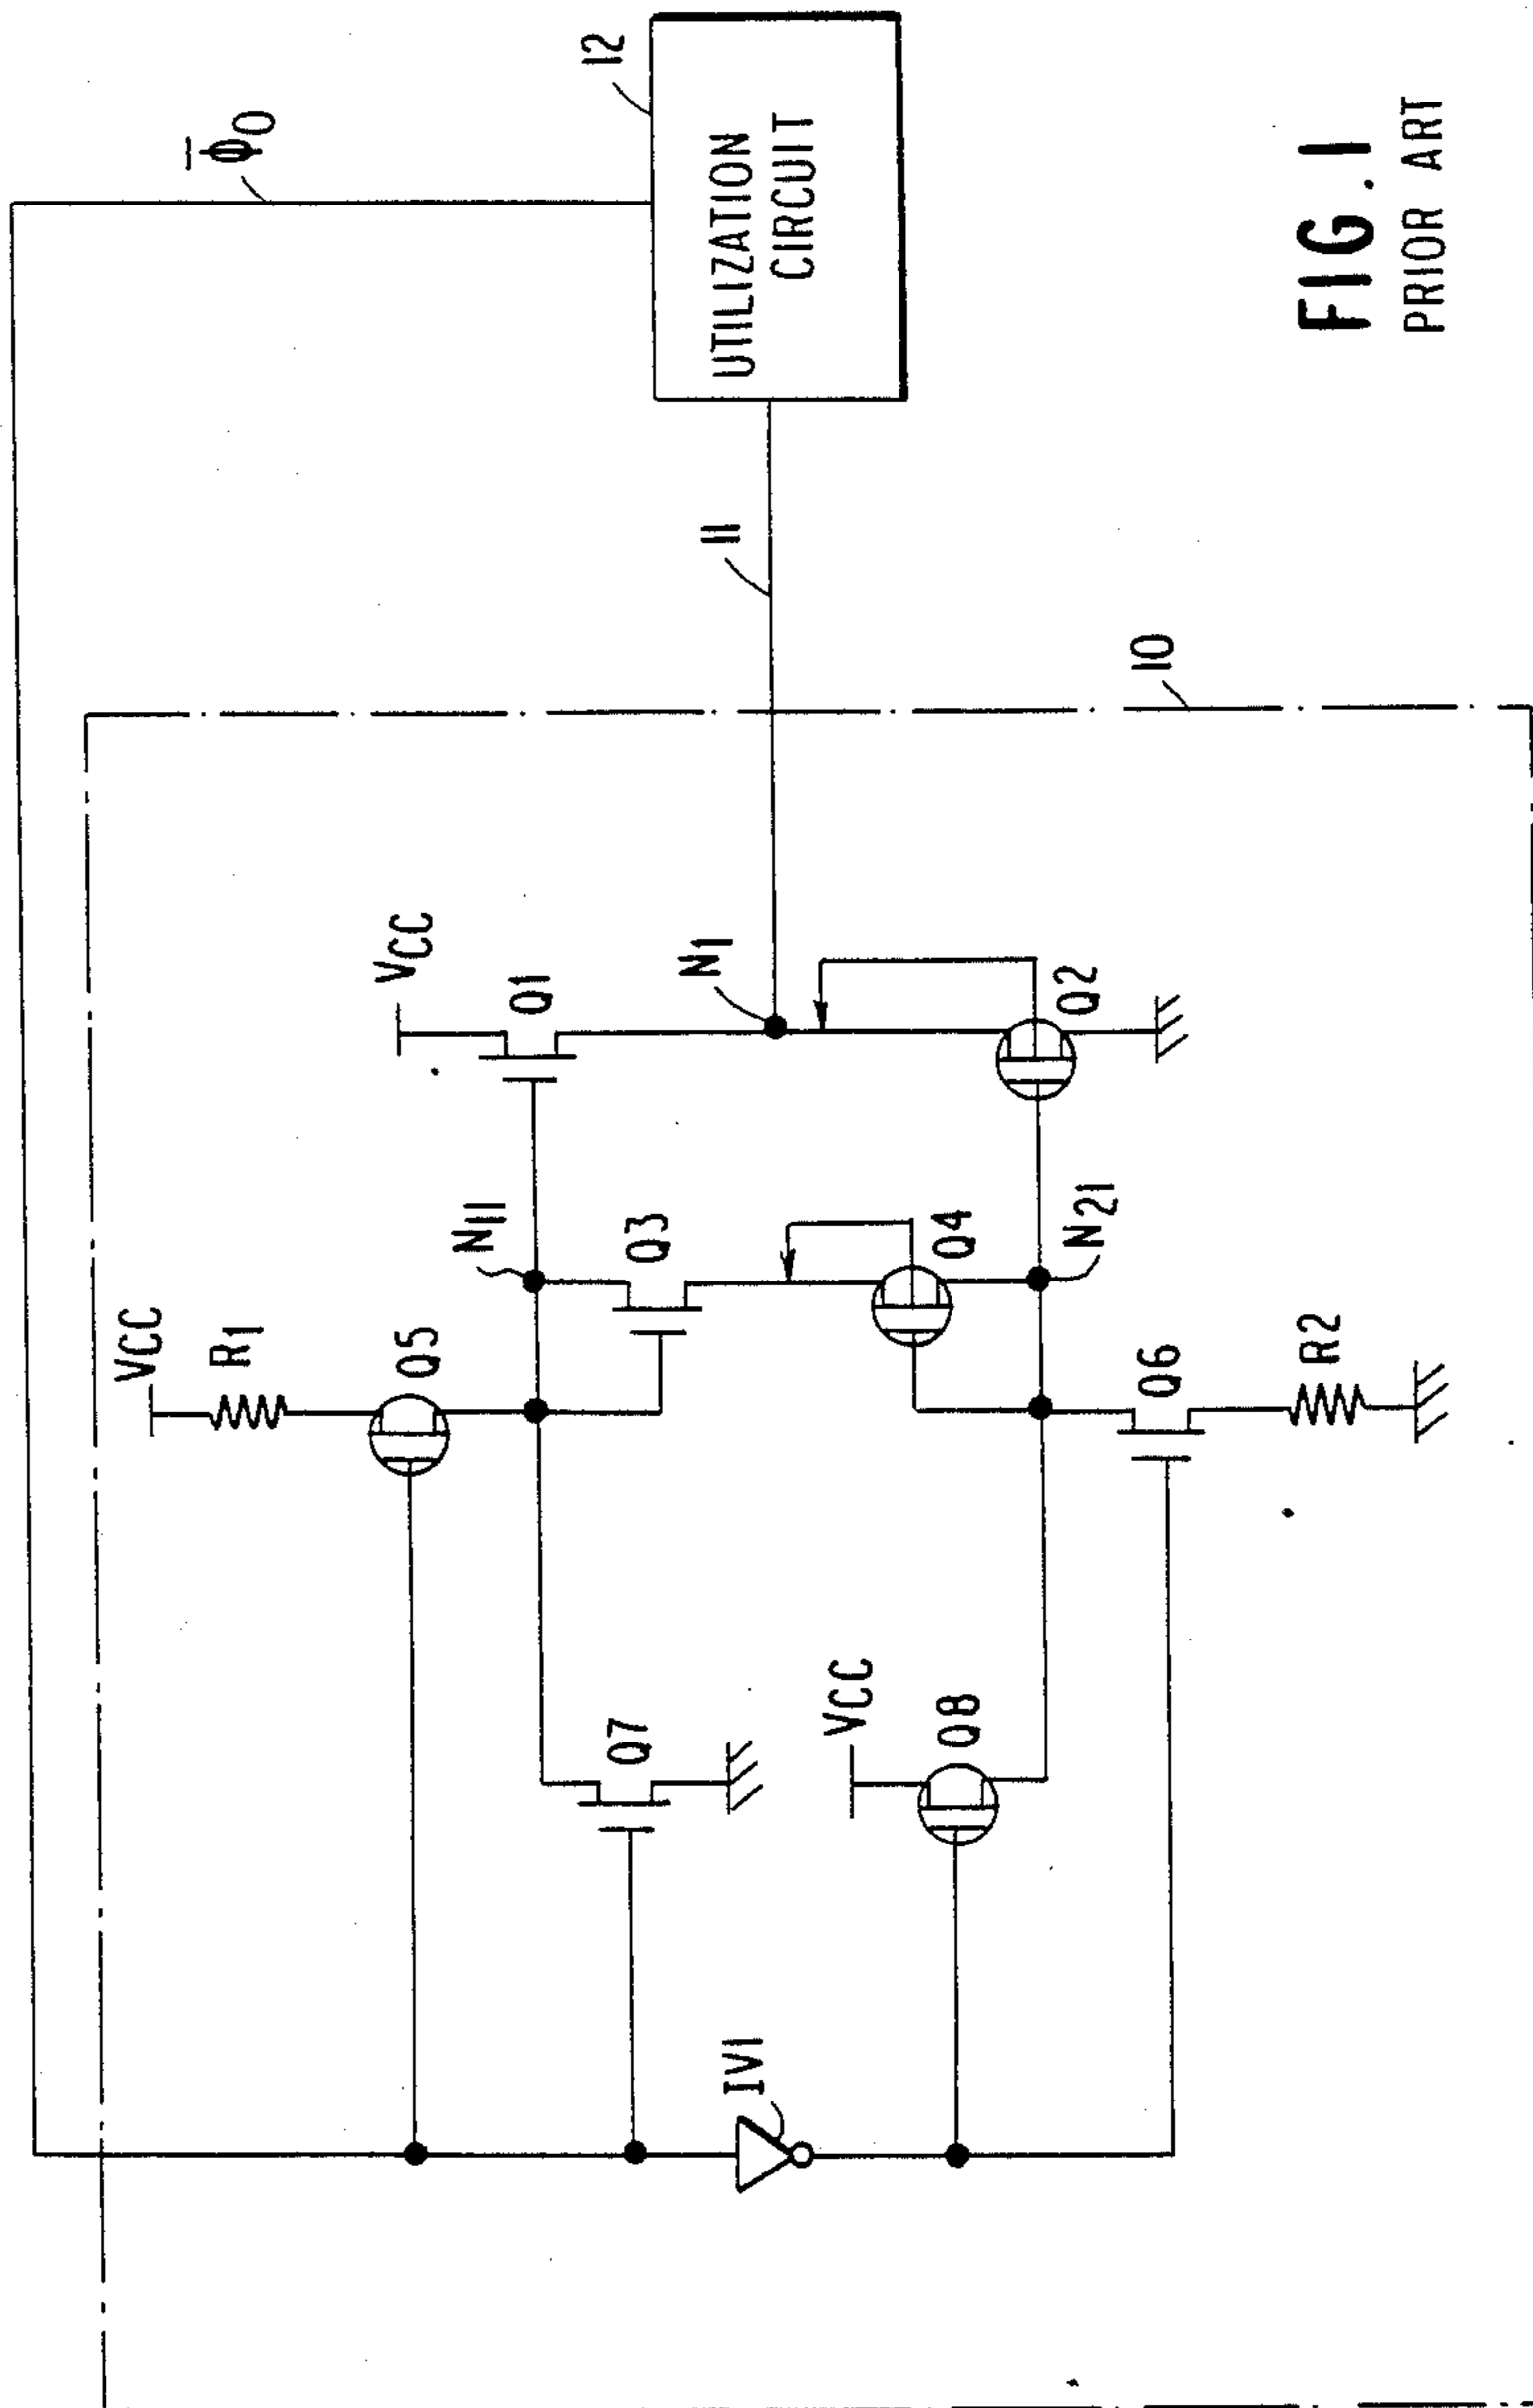 Φ̅0
12
UTILIZATION
CIRCUIT
11
10
VCC
R1
Q5
N11
Q3
Q4
N21
Q6
R2
VCC
Q1
N1
Q2
Q7
VCC
Q8
IV1
FIG. 1
PRIOR ART